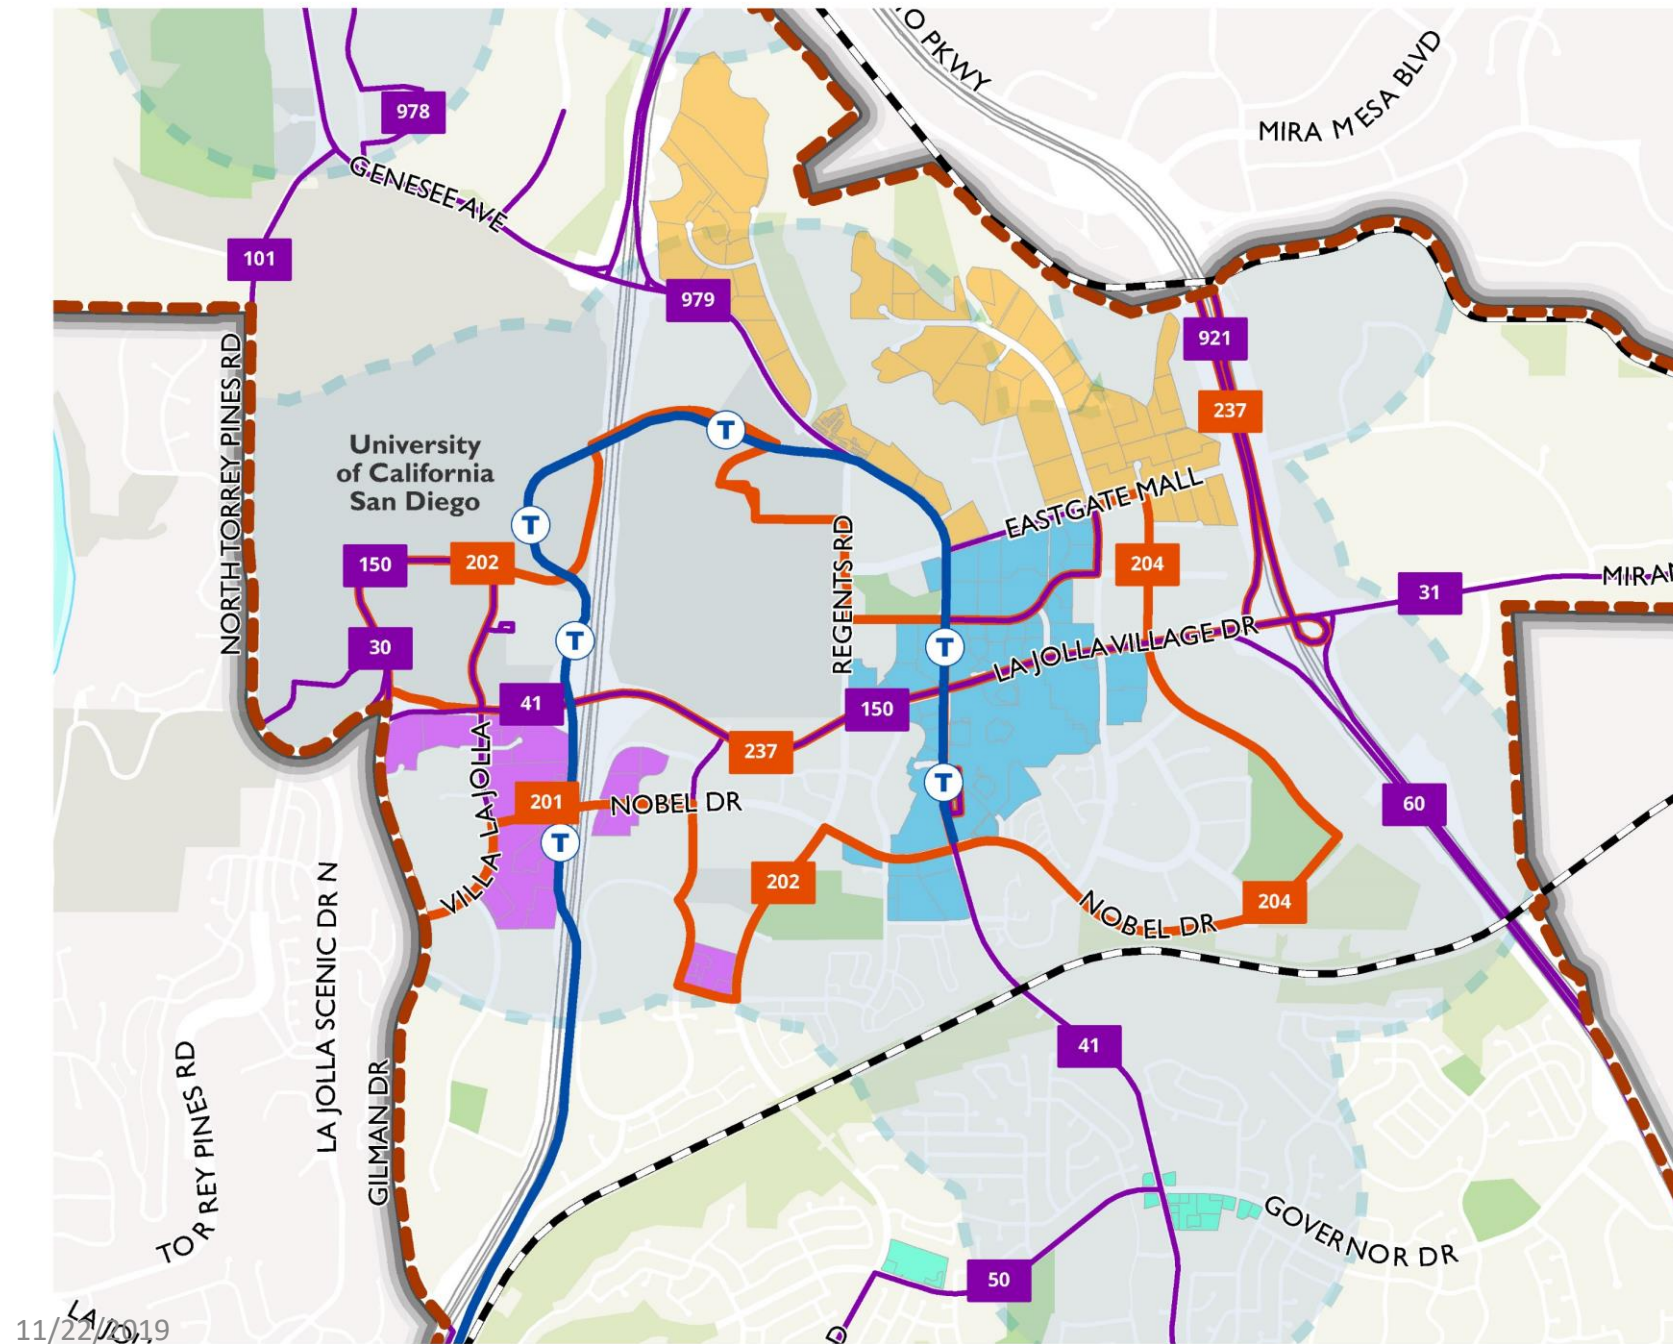 O PKWY
MIRA MESA BLVD
978
GENESEE AVE
101
979
921
237
NORTH TORREY PINES RD
University
of California
San Diego
T
T
EASTGATE MALL
REGENTS RD
150
202
204
31
MIRA
30
T
T
LA JOLLA VILLAGE DR
41
150
237
VILLA LA JOLLA
201
NOBEL DR
T
T
60
202
204
NOBEL DR
LA JOLLA SCENIC DR N
TORREY PINES RD
GILMAN DR
41
GOVERNOR DR
50
D
LA JOL
11/22/2019